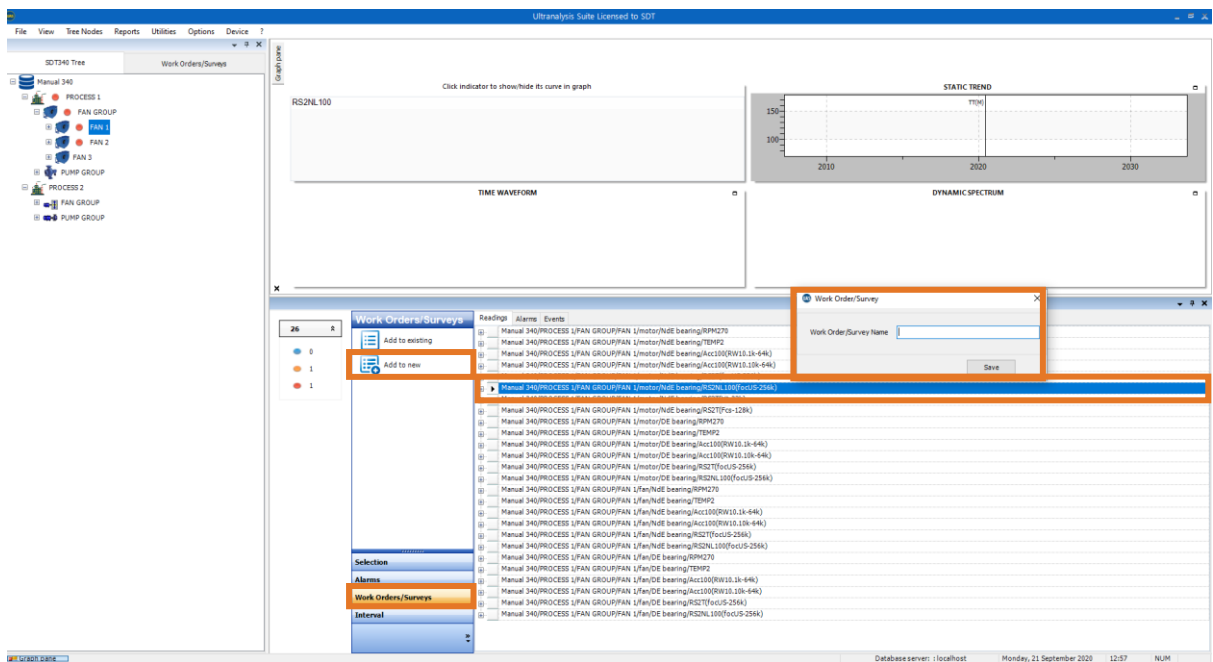 Ultranalysis Suite Licensed to SDT
File View Tree Nodes Reports Utilities Options Device ?
SDT340 Tree
Work Orders/Surveys
Manual 340
PROCESS 1
FAN GROUP
FAN 1
FAN 2
FAN 3
PUMP GROUP
PROCESS 2
FAN GROUP
PUMP GROUP
Graph pane
Click indicator to show/hide its curve in graph
RS2NL100
STATIC TREND
TT(M)
150
100
2010 2020 2030
TIME WAVEFORM
DYNAMIC SPECTRUM
26
0
1
1
Work Orders/Surveys
Add to existing
Add to new
Selection
Alarms
Work Orders/Surveys
Interval
Readings Alarms Events
Manual 340/PROCESS 1/FAN GROUP/FAN 1/motor/NdE bearing/RPM270
Manual 340/PROCESS 1/FAN GROUP/FAN 1/motor/NdE bearing/TEMP2
Manual 340/PROCESS 1/FAN GROUP/FAN 1/motor/NdE bearing/Acc100(RW10.1k-64k)
Manual 340/PROCESS 1/FAN GROUP/FAN 1/motor/NdE bearing/Acc100(RW10.10k-64k)
Manual 340/PROCESS 1/FAN GROUP/FAN 1/motor/NdE bearing/RS2NL100(focUS-256k)
Manual 340/PROCESS 1/FAN GROUP/FAN 1/motor/NdE bearing/RS2T(Fcs-128k)
Manual 340/PROCESS 1/FAN GROUP/FAN 1/motor/DE bearing/RPM270
Manual 340/PROCESS 1/FAN GROUP/FAN 1/motor/DE bearing/TEMP2
Manual 340/PROCESS 1/FAN GROUP/FAN 1/motor/DE bearing/Acc100(RW10.1k-64k)
Manual 340/PROCESS 1/FAN GROUP/FAN 1/motor/DE bearing/Acc100(RW10.10k-64k)
Manual 340/PROCESS 1/FAN GROUP/FAN 1/motor/DE bearing/RS2T(focUS-256k)
Manual 340/PROCESS 1/FAN GROUP/FAN 1/motor/DE bearing/RS2NL100(focUS-256k)
Manual 340/PROCESS 1/FAN GROUP/FAN 1/fan/NdE bearing/RPM270
Manual 340/PROCESS 1/FAN GROUP/FAN 1/fan/NdE bearing/TEMP2
Manual 340/PROCESS 1/FAN GROUP/FAN 1/fan/NdE bearing/Acc100(RW10.1k-64k)
Manual 340/PROCESS 1/FAN GROUP/FAN 1/fan/NdE bearing/Acc100(RW10.10k-64k)
Manual 340/PROCESS 1/FAN GROUP/FAN 1/fan/NdE bearing/RS2T(focUS-256k)
Manual 340/PROCESS 1/FAN GROUP/FAN 1/fan/NdE bearing/RS2NL100(focUS-256k)
Manual 340/PROCESS 1/FAN GROUP/FAN 1/fan/DE bearing/RPM270
Manual 340/PROCESS 1/FAN GROUP/FAN 1/fan/DE bearing/TEMP2
Manual 340/PROCESS 1/FAN GROUP/FAN 1/fan/DE bearing/Acc100(RW10.1k-64k)
Manual 340/PROCESS 1/FAN GROUP/FAN 1/fan/DE bearing/Acc100(RW10.10k-64k)
Manual 340/PROCESS 1/FAN GROUP/FAN 1/fan/DE bearing/RS2T(focUS-256k)
Manual 340/PROCESS 1/FAN GROUP/FAN 1/fan/DE bearing/RS2NL100(focUS-256k)
Work Order/Survey
Work Order/Survey Name
Save
Graph pane
Database server: : localhost Monday, 21 September 2020 12:57 NUM